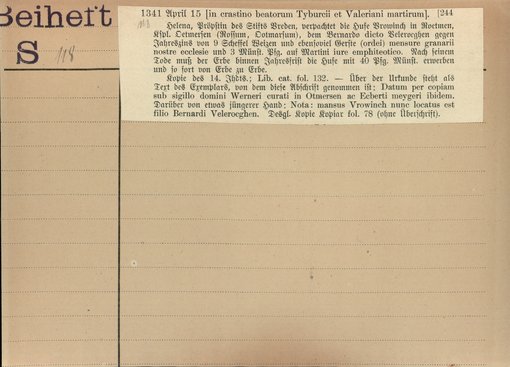 Beiheft
S 118
1341 April 15 [in crastino beatorum Tyburcii et Valeriani martirum]. [244
Helena, Pröpstin des Stifts Vreden, verpachtet die Hufe Vrowinch in Noetmen,
Kspl. Oetmersen (Rossum, Ootmarsum), dem Bernardo dicto Veleroeghen gegen
Jahreszins von 9 Scheffel Weizen und ebensoviel Gerste (ordei) mensure granarii
nostre ecclesie und 3 Münst. Pfg. auf Martini iure emphiteotico. Nach seinem
Tode muß der Erbe binnen Jahresfrist die Hufe mit 40 Pfg. Münst. erwerben
und so fort von Erbe zu Erbe.
Kopie des 14. Jhdts.; Lib. cat. fol. 132. — Über der Urkunde steht als
Text des Exemplars, von dem diese Abschrift genommen ist: Datum per copiam
sub sigillo domini Werneri curati in Otmersen ac Ecberti meygeri ibidem.
Darüber von etwas jüngerer Hand: Nota: mansus Vrowinch nunc locatus est
filio Bernardi Veleroeghen. Desgl. Kopie Kopiar fol. 78 (ohne Überschrift).